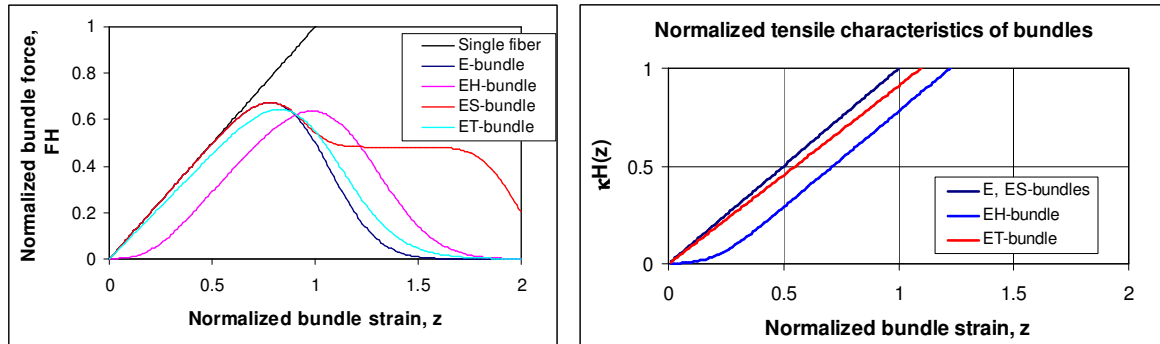 Normalized bundle force,
FH
1
0.8
0.6
0.4
0.2
0
0
0.5
1
1.5
2
Normalized bundle strain, z
Single fiber
E-bundle
EH-bundle
ES-bundle
ET-bundle
Normalized tensile characteristics of bundles
κH(z)
1
0.5
0
0
0.5
1
1.5
2
Normalized bundle strain, z
E, ES-bundles
EH-bundle
ET-bundle